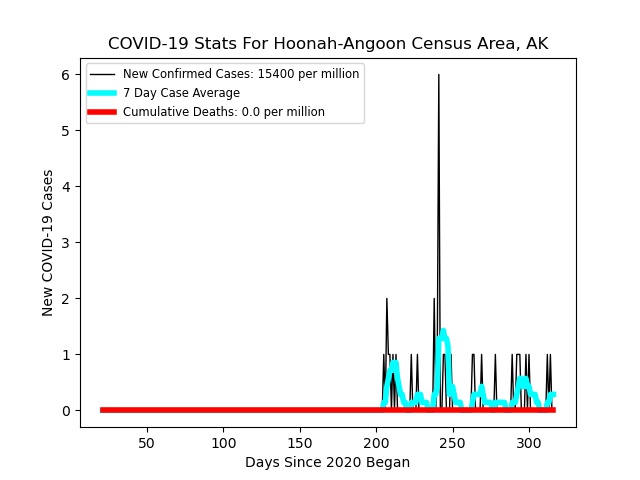 COVID-19 Stats For Hoonah-Angoon Census Area, AK
New Confirmed Cases: 15400 per million
7 Day Case Average
Cumulative Deaths: 0.0 per million
New COVID-19 Cases
6
5
4
3
2
1
0
50 100 150 200 250 300
Days Since 2020 Began